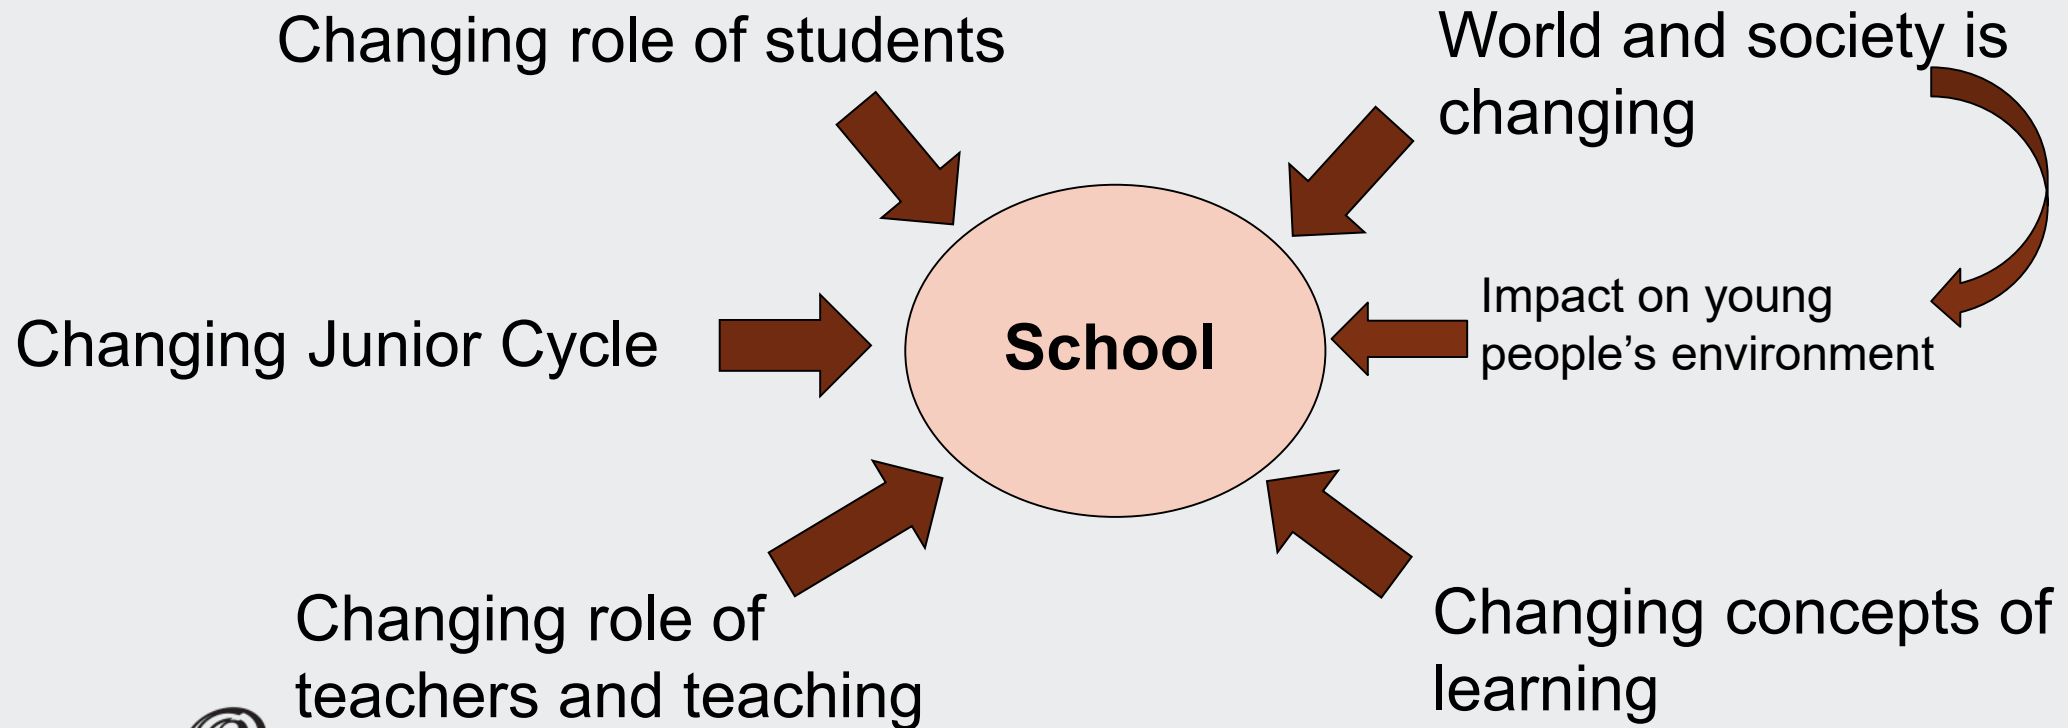 Changing role of students
World and society is
changing
Changing Junior Cycle
School
Impact on young
people’s environment
Changing role of
teachers and teaching
Changing concepts of
learning